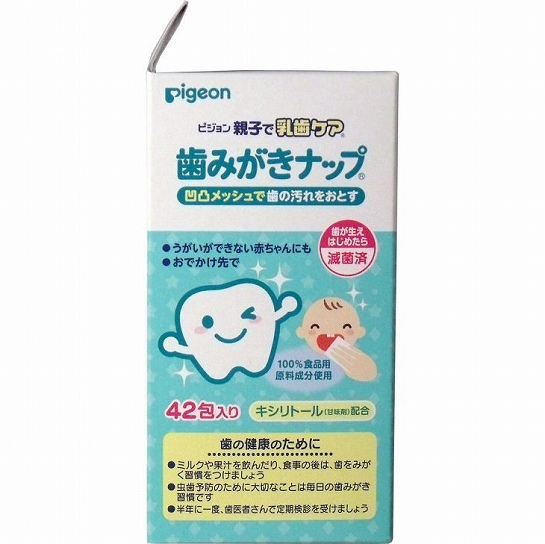 Pigeon
ピジョン 親子で乳歯ケア®
歯みがきナップ®
凹凸メッシュで歯の汚れをおとす
歯が生え
はじめたら
滅菌済
●うがいができない赤ちゃんにも
●おでかけ先で
100%食品用
原料成分使用
42包入り
キシリトール(甘味剤)配合
歯の健康のために
●ミルクや果汁を飲んだり、食事の後は、歯をみが
く習慣をつけましょう
●虫歯予防のために大切なことは毎日の歯みがき
習慣です
●半年に一度、歯医者さんで定期検診を受けましょう